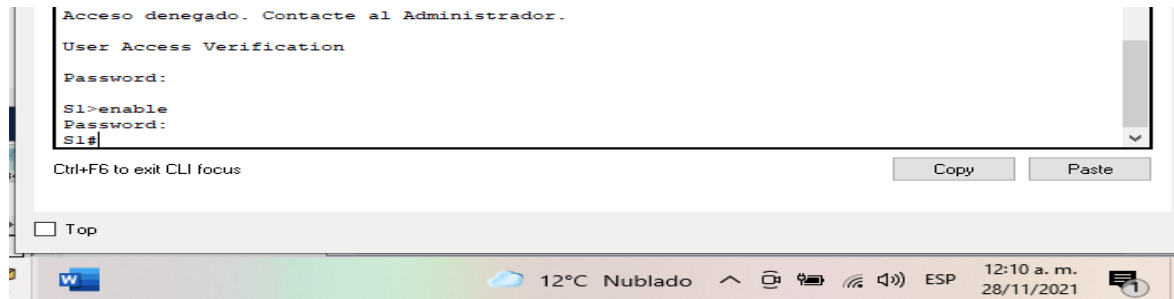 Acceso denegado. Contacte al Administrador.
User Access Verification
Password:
S1>enable
Password:
S1#
Ctrl+F6 to exit CLI focus
Copy
Paste
Top
W
12°C Nublado
ESP
12:10 a. m.
28/11/2021
1